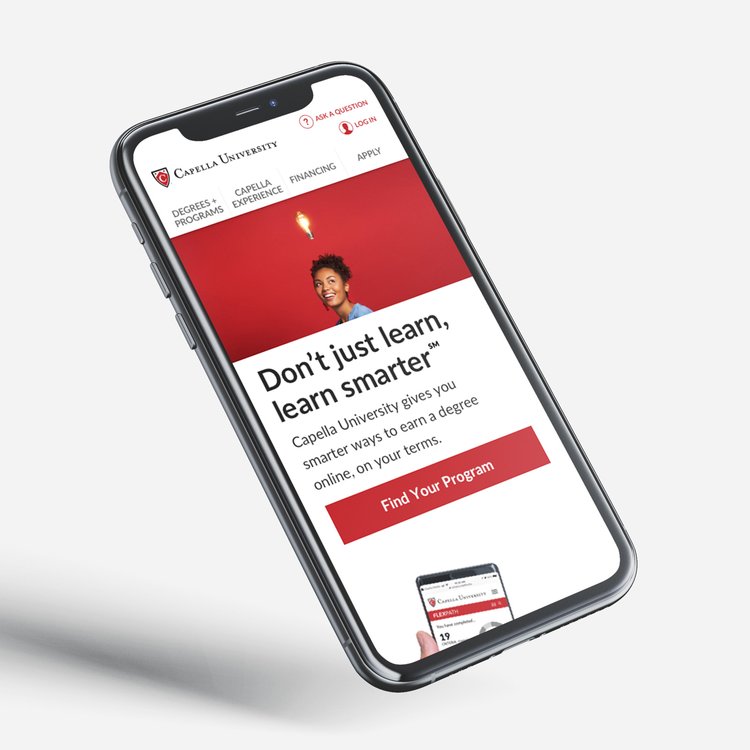 ASK A QUESTION
LOG IN
CAPELLA UNIVERSITY
DEGREES +
PROGRAMS
CAPELLA
EXPERIENCE
FINANCING
APPLY
Don't just learn,
learn smarter℠
Capella University gives you
smarter ways to earn a degree
online, on your terms.
Find Your Program
CAPELLA UNIVERSITY
FLEXPATH
You have completed...
19